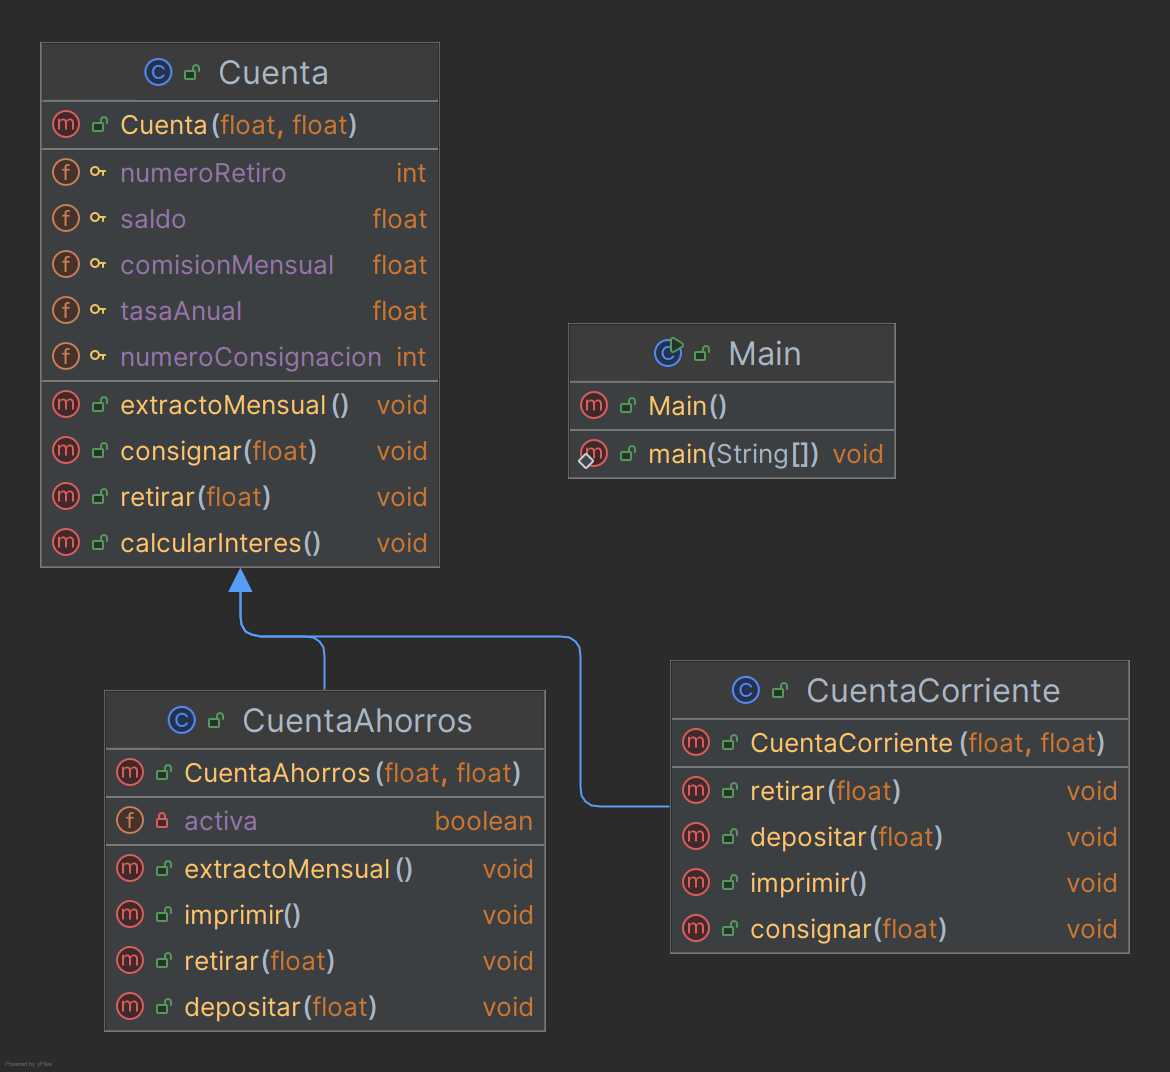 Cuenta
Cuenta(float, float)
numeroRetiro int
saldo float
comisionMensual float
tasaAnual float
numeroConsignacion int
extractoMensual() void
consignar(float) void
retirar(float) void
calcularInteres() void
Main
Main()
main(String[]) void
CuentaAhorros
CuentaAhorros(float, float)
activa boolean
extractoMensual() void
imprimir() void
retirar(float) void
depositar(float) void
CuentaCorriente
CuentaCorriente(float, float)
retirar(float) void
depositar(float) void
imprimir() void
consignar(float) void
Powered by yFiles